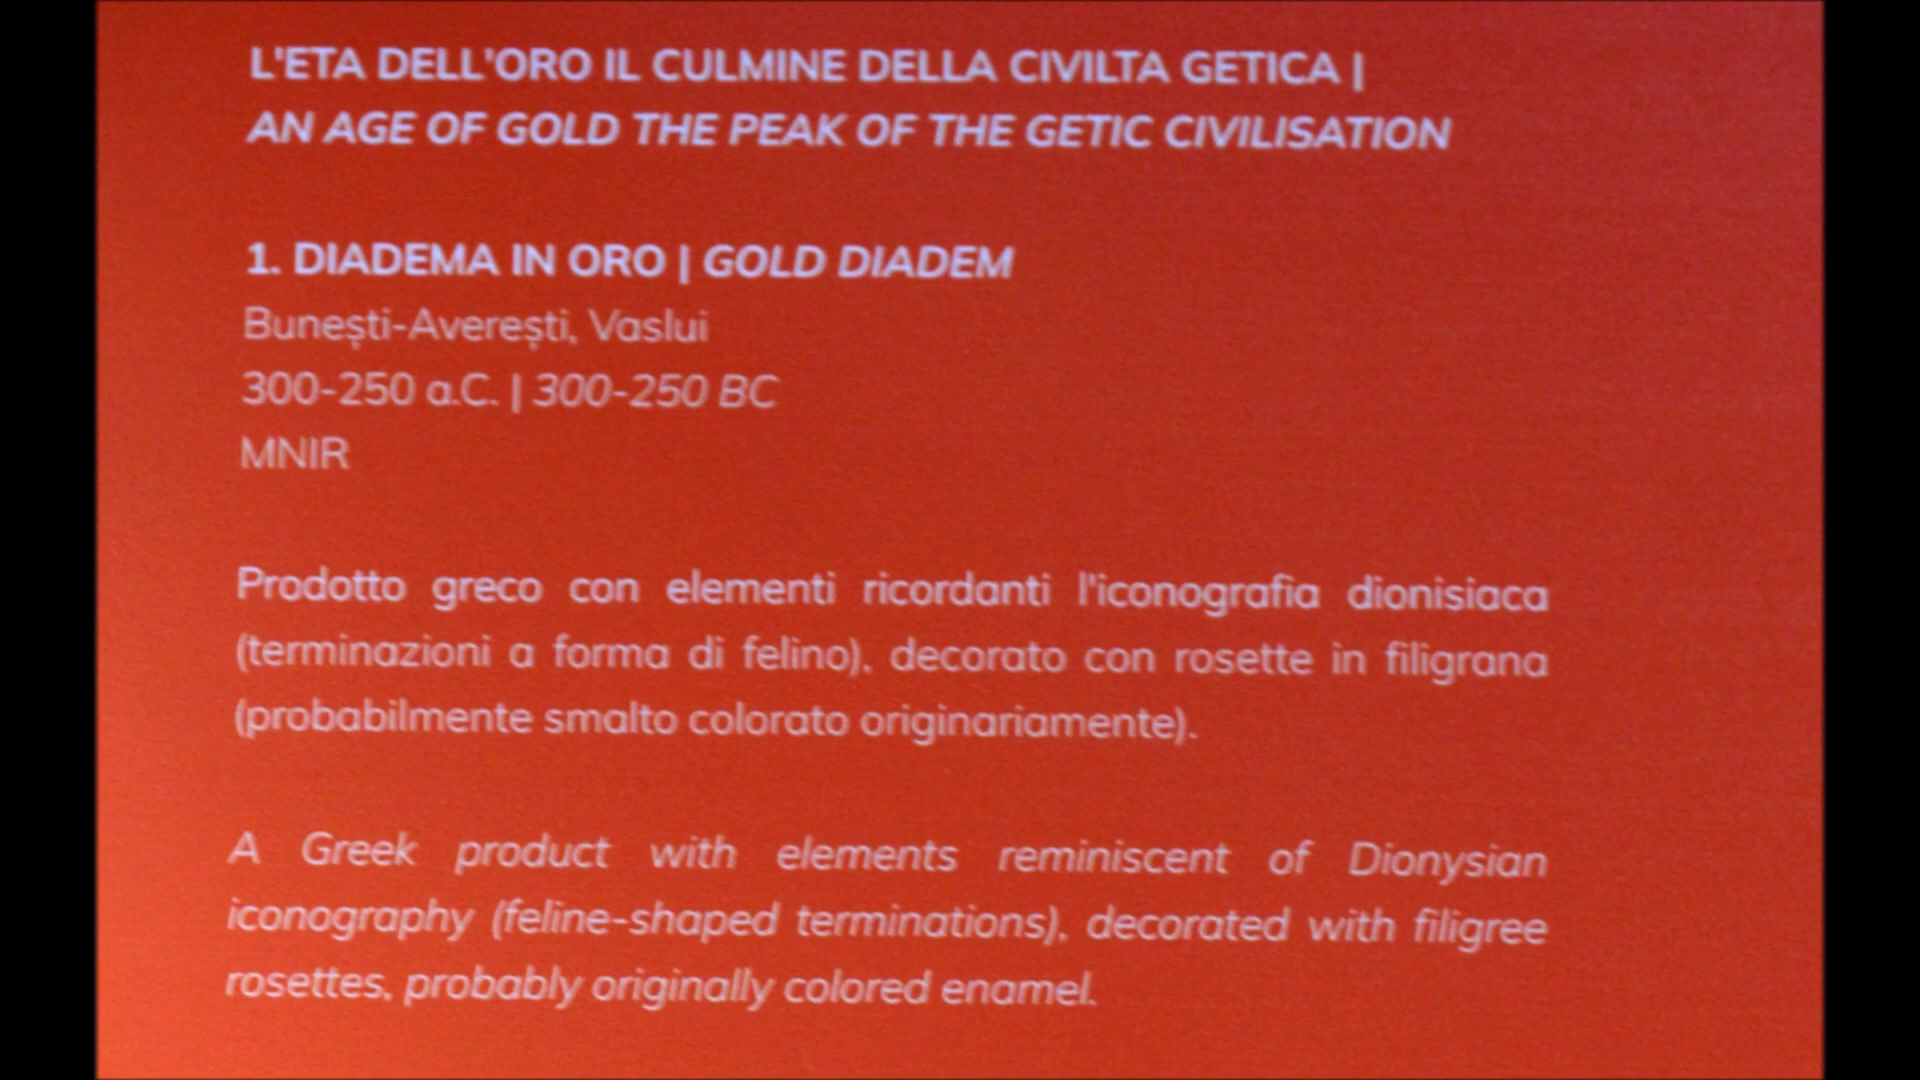 L'ETA DELL'ORO IL CULMINE DELLA CIVILTA GETICA |
AN AGE OF GOLD THE PEAK OF THE GETIC CIVILISATION
1. DIADEMA IN ORO | GOLD DIADEM
Bunești-Averești, Vaslui
300-250 a.C. | 300-250 BC
MNIR
Prodotto greco con elementi ricordanti l'iconografia dionisiaca
(terminazioni a forma di felino), decorato con rosette in filigrana
(probabilmente smalto colorato originariamente).
A Greek product with elements reminiscent of Dionysian
iconography (feline-shaped terminations), decorated with filigree
rosettes, probably originally colored enamel.